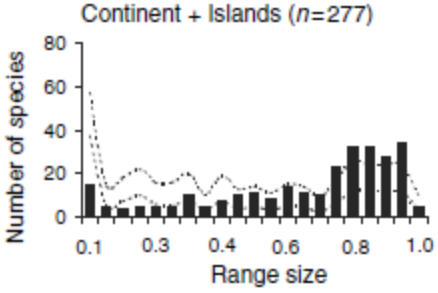 Continent + Islands (n=277)
Number of species
80
60
40
20
0
0.1 0.3 0.4 0.6 0.8 1.0
Range size